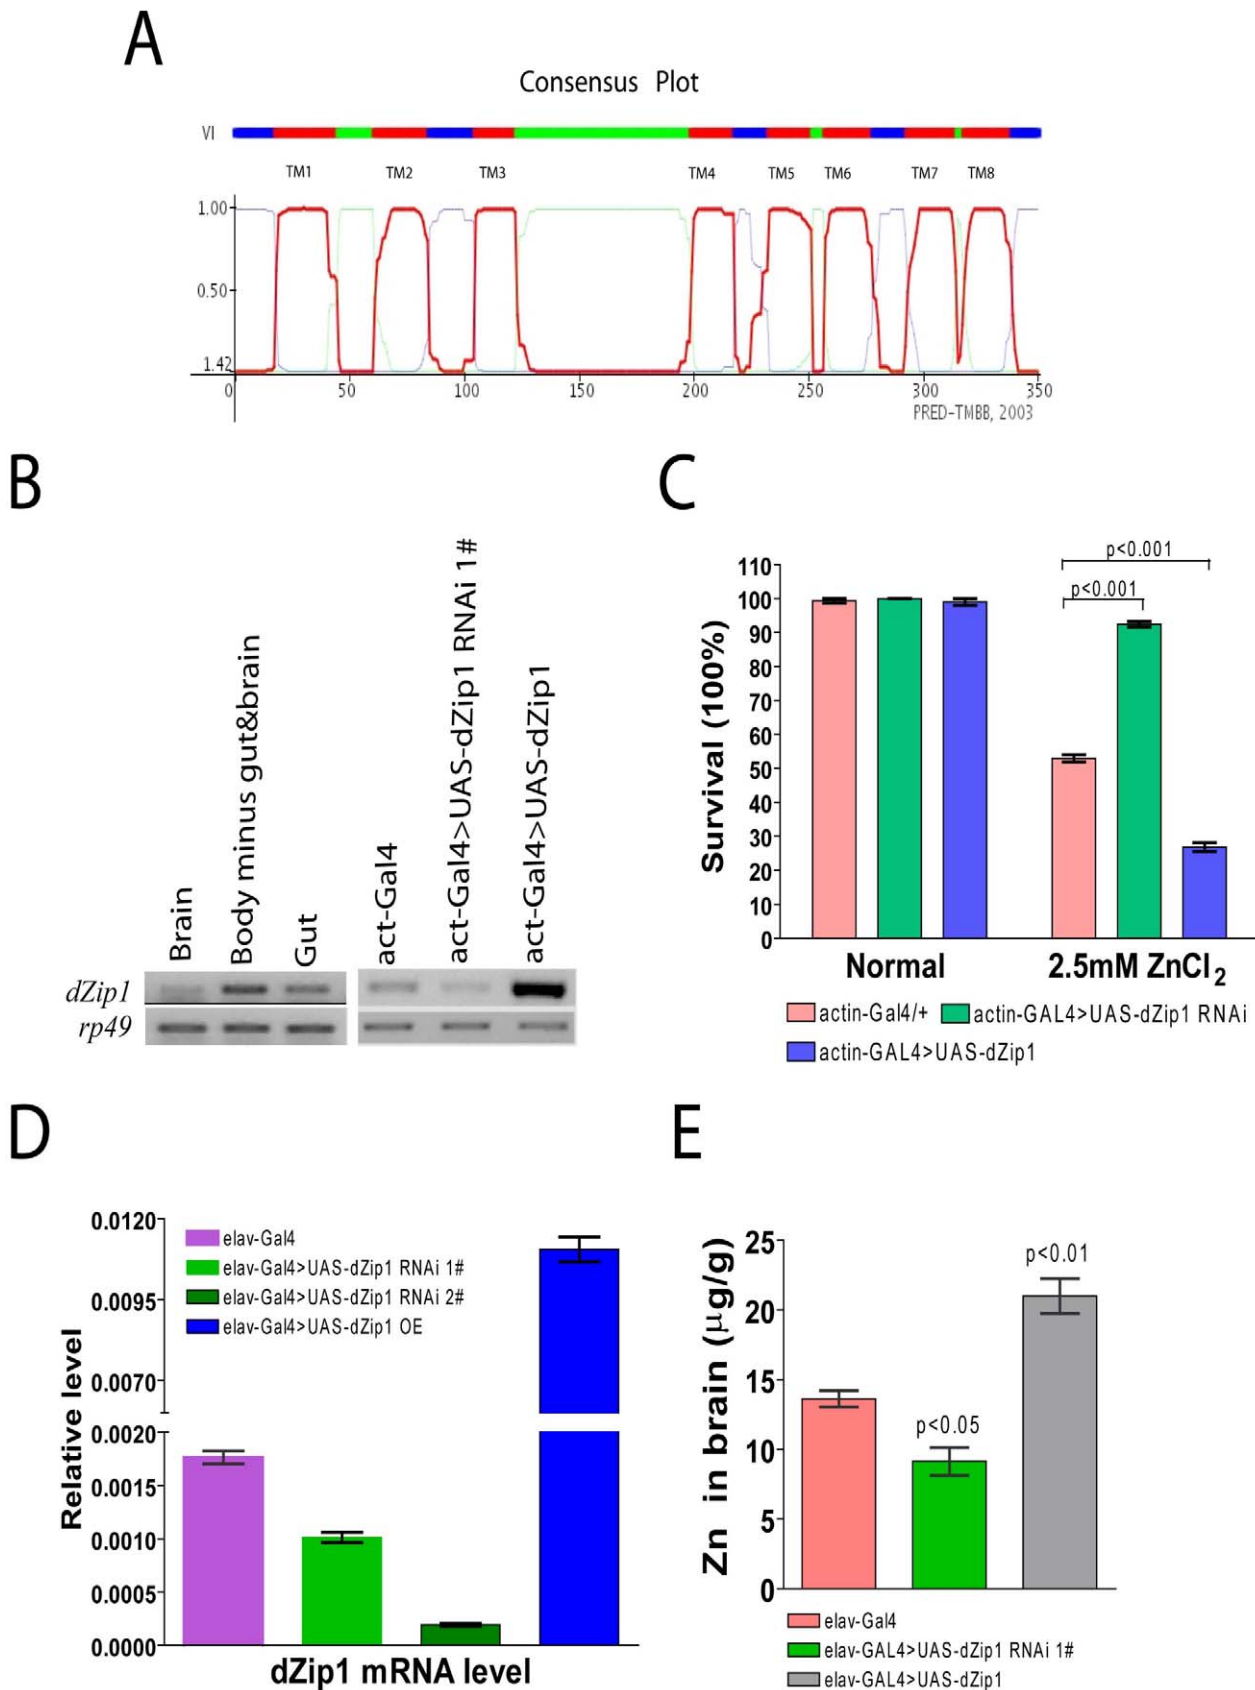 A
Consensus Plot
VI
TM1 TM2 TM3 TM4 TM5 TM6 TM7 TM8
1.00
0.50
1.42
0 50 100 150 200 250 300 350
PRED-TMBB, 2003
B
Brain
Body minus gut&brain
Gut
act-Gal4
act-Gal4>UAS-dZip1 RNAi 1#
act-Gal4>UAS-dZip1
dZip1
rp49
C
p<0.001
p<0.001
Survival (100%)
110
100
90
80
70
60
50
40
30
20
10
0
Normal 2.5mM ZnCl2
actin-Gal4/+ actin-GAL4>UAS-dZip1 RNAi
actin-GAL4>UAS-dZip1
D
Relative level
0.0120
0.0095
0.0070
0.0020
0.0015
0.0010
0.0005
0.0000
elav-Gal4
elav-Gal4>UAS-dZip1 RNAi 1#
elav-Gal4>UAS-dZip1 RNAi 2#
elav-Gal4>UAS-dZip1 OE
dZip1 mRNA level
E
Zn in brain (µg/g)
25
20
15
10
5
0
p<0.01
p<0.05
elav-Gal4
elav-GAL4>UAS-dZip1 RNAi 1#
elav-GAL4>UAS-dZip1